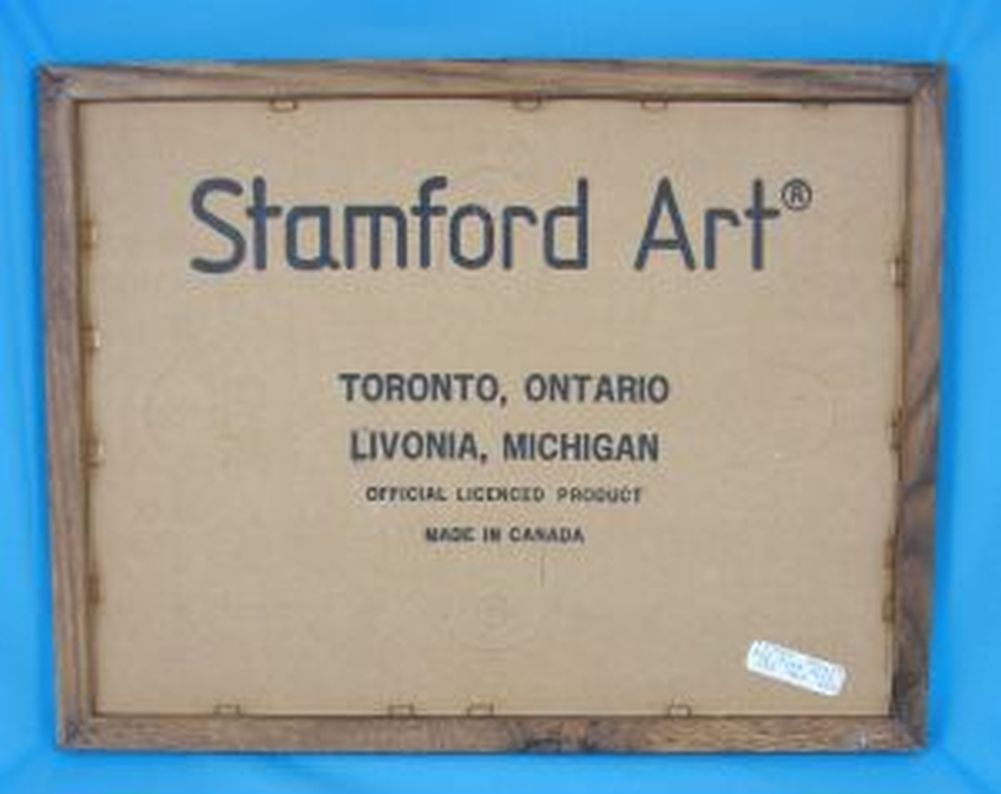 Stamford Art®
TORONTO, ONTARIO
LIVONIA, MICHIGAN
OFFICIAL LICENCED PRODUCT
MADE IN CANADA